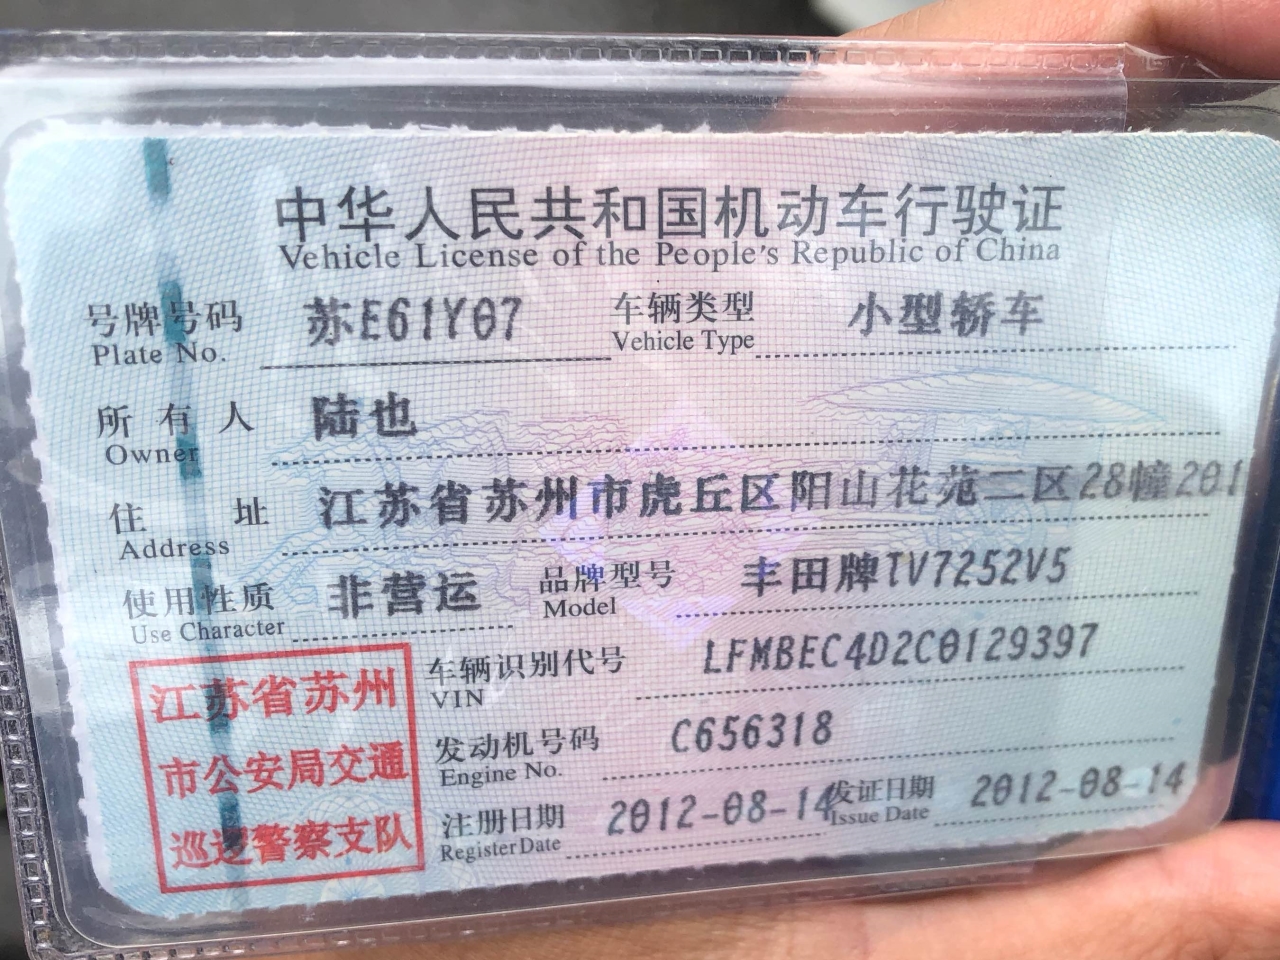 中华人民共和国机动车行驶证
Vehicle License of the People's Republic of China
号牌号码 苏E61Y07 车辆类型 小型轿车
Plate No. Vehicle Type
所有人 陆也
Owner
住址 江苏省苏州市虎丘区阳山花苑二区28幢201
Address
使用性质 非营运 品牌型号 丰田牌TV7252V5
Use Character Model
车辆识别代号 LFMBEC4D2C0129397
VIN
发动机号码 C656318
Engine No.
注册日期 2012-08-14 发证日期 2012-08-14
Register Date Issue Date
江苏省苏州
市公安局交通
巡逻警察支队